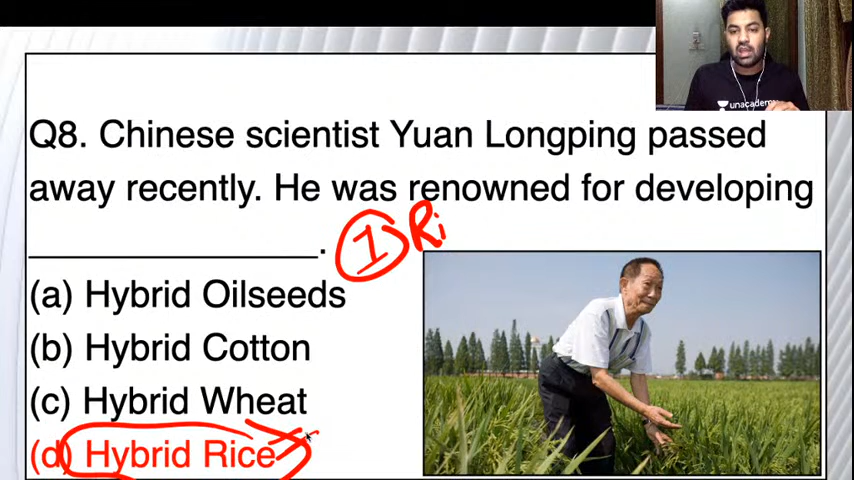 unacademy
Q8. Chinese scientist Yuan Longping passed
away recently. He was renowned for developing
________________.
1 Ri
(a) Hybrid Oilseeds
(b) Hybrid Cotton
(c) Hybrid Wheat
(d) Hybrid Rice